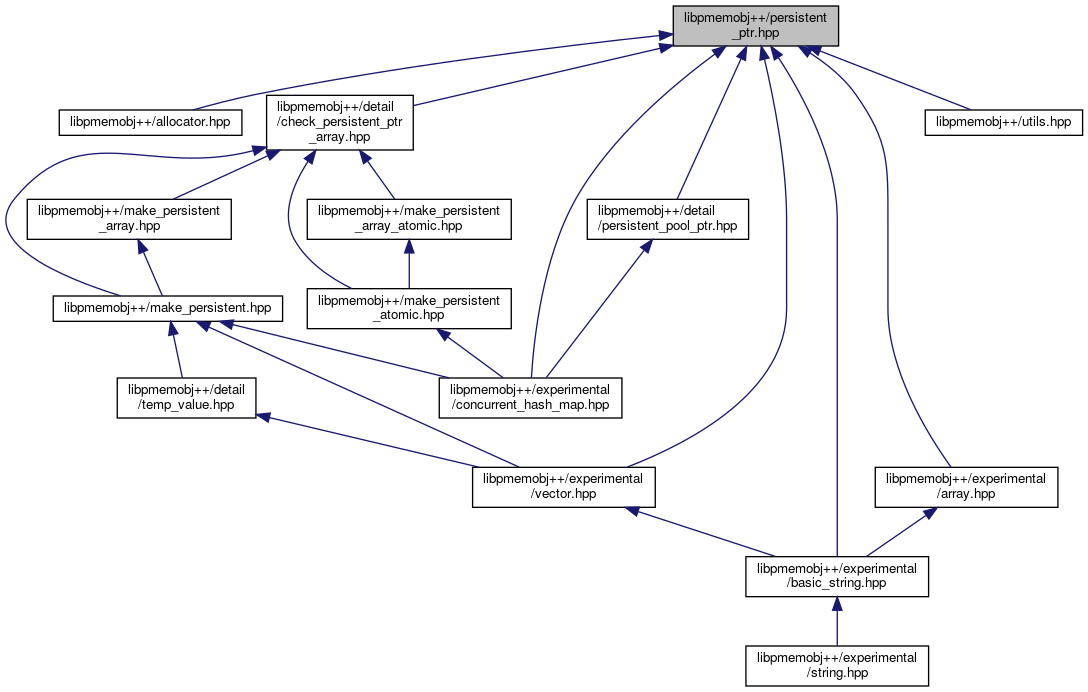 libpmemobj++/persistent
_ptr.hpp
libpmemobj++/allocator.hpp
libpmemobj++/detail
/check_persistent_ptr
_array.hpp
libpmemobj++/utils.hpp
libpmemobj++/make_persistent
_array.hpp
libpmemobj++/make_persistent
_array_atomic.hpp
libpmemobj++/detail
/persistent_pool_ptr.hpp
libpmemobj++/make_persistent.hpp
libpmemobj++/make_persistent
_atomic.hpp
libpmemobj++/detail
/temp_value.hpp
libpmemobj++/experimental
/concurrent_hash_map.hpp
libpmemobj++/experimental
/vector.hpp
libpmemobj++/experimental
/array.hpp
libpmemobj++/experimental
/basic_string.hpp
libpmemobj++/experimental
/string.hpp